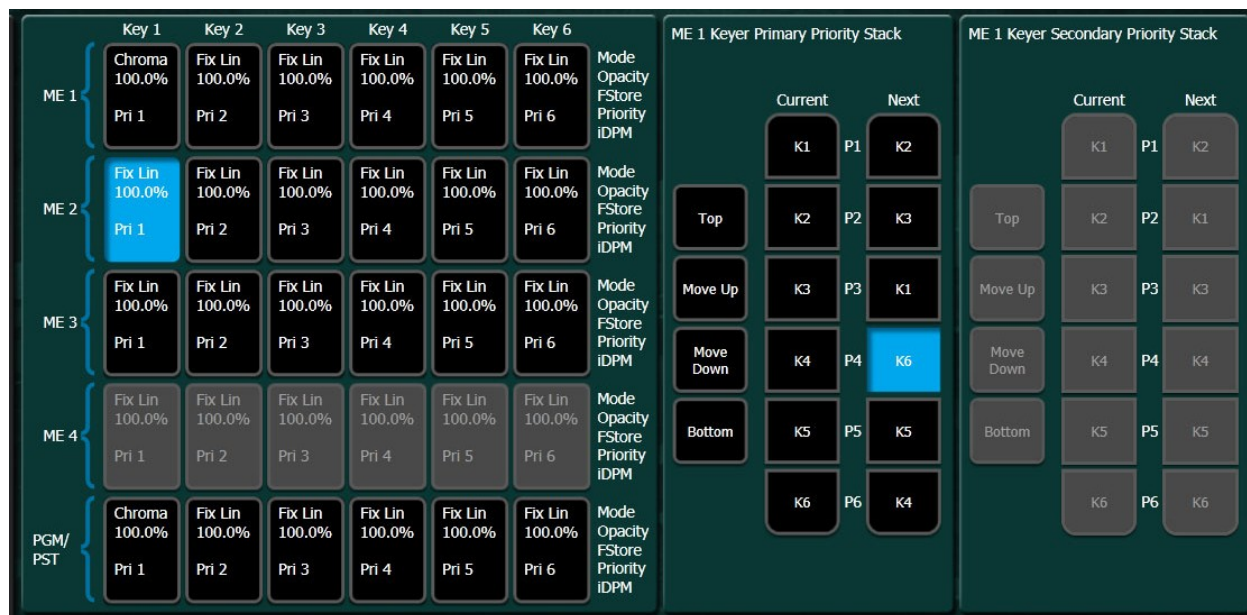 Key 1 Key 2 Key 3 Key 4 Key 5 Key 6
ME 1
Chroma Fix Lin Fix Lin Fix Lin Fix Lin Fix Lin Mode
100.0% 100.0% 100.0% 100.0% 100.0% 100.0% Opacity
FStore
Pri 1 Pri 2 Pri 3 Pri 4 Pri 5 Pri 6 Priority
iDPM
ME 2
Fix Lin Fix Lin Fix Lin Fix Lin Fix Lin Fix Lin Mode
100.0% 100.0% 100.0% 100.0% 100.0% 100.0% Opacity
FStore
Pri 1 Pri 2 Pri 3 Pri 4 Pri 5 Pri 6 Priority
iDPM
ME 3
Fix Lin Fix Lin Fix Lin Fix Lin Fix Lin Fix Lin Mode
100.0% 100.0% 100.0% 100.0% 100.0% 100.0% Opacity
FStore
Pri 1 Pri 2 Pri 3 Pri 4 Pri 5 Pri 6 Priority
iDPM
ME 4
Fix Lin Fix Lin Fix Lin Fix Lin Fix Lin Fix Lin Mode
100.0% 100.0% 100.0% 100.0% 100.0% 100.0% Opacity
FStore
Pri 1 Pri 2 Pri 3 Pri 4 Pri 5 Pri 6 Priority
iDPM
PGM/
PST
Chroma Fix Lin Fix Lin Fix Lin Fix Lin Fix Lin Mode
100.0% 100.0% 100.0% 100.0% 100.0% 100.0% Opacity
FStore
Pri 1 Pri 2 Pri 3 Pri 4 Pri 5 Pri 6 Priority
iDPM
ME 1 Keyer Primary Priority Stack
Current Next
K1 P1 K2
Top K2 P2 K3
Move Up K3 P3 K1
Move
Down K4 P4 K6
Bottom K5 P5 K5
K6 P6 K4
ME 1 Keyer Secondary Priority Stack
Current Next
K1 P1 K2
Top K2 P2 K1
Move Up K3 P3 K3
Move
Down K4 P4 K4
Bottom K5 P5 K5
K6 P6 K6